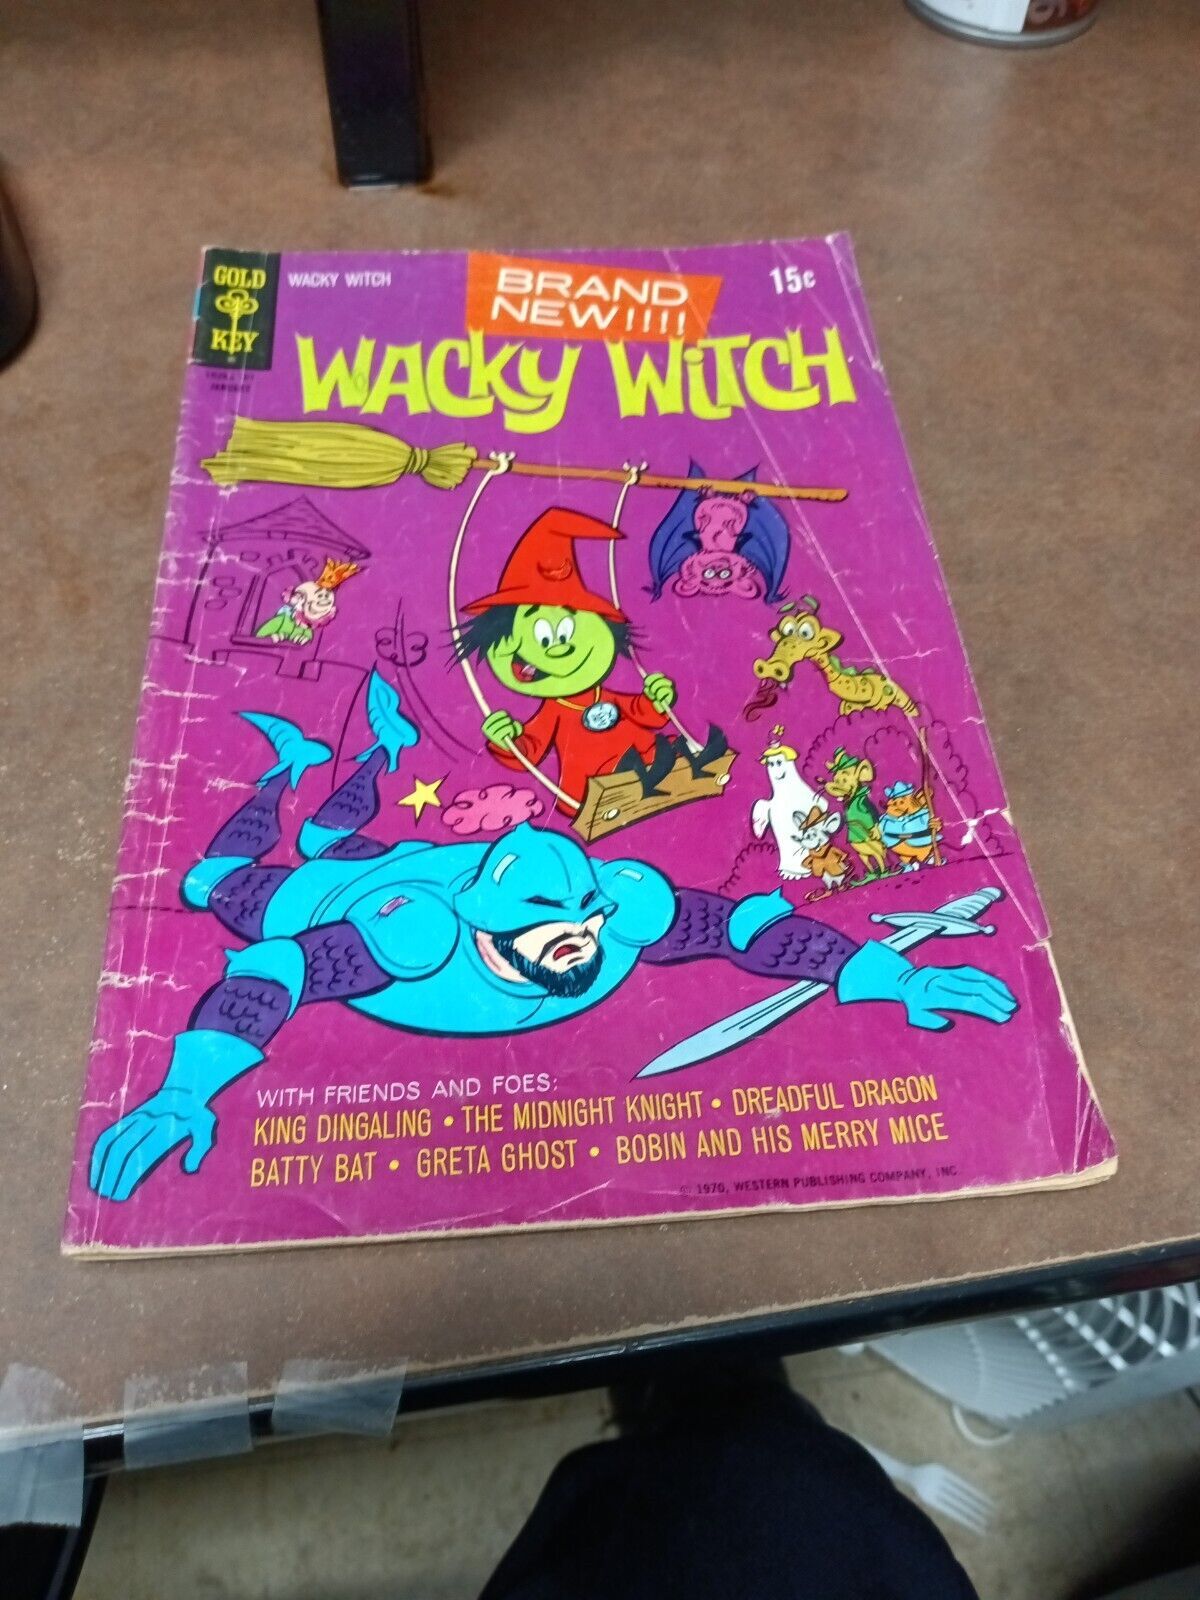 GOLD
KEY
WACKY WITCH
BRAND
NEW!!!!
15¢
JANUARY
WACKY WiTCH
WITH FRIENDS AND FOES:
KING DINGALING • THE MIDNIGHT KNIGHT • DREADFUL DRAGON
BATTY BAT • GRETA GHOST • BOBIN AND HIS MERRY MICE
© 1970, WESTERN PUBLISHING COMPANY, INC.